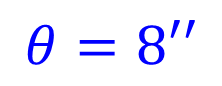 θ = 8′′